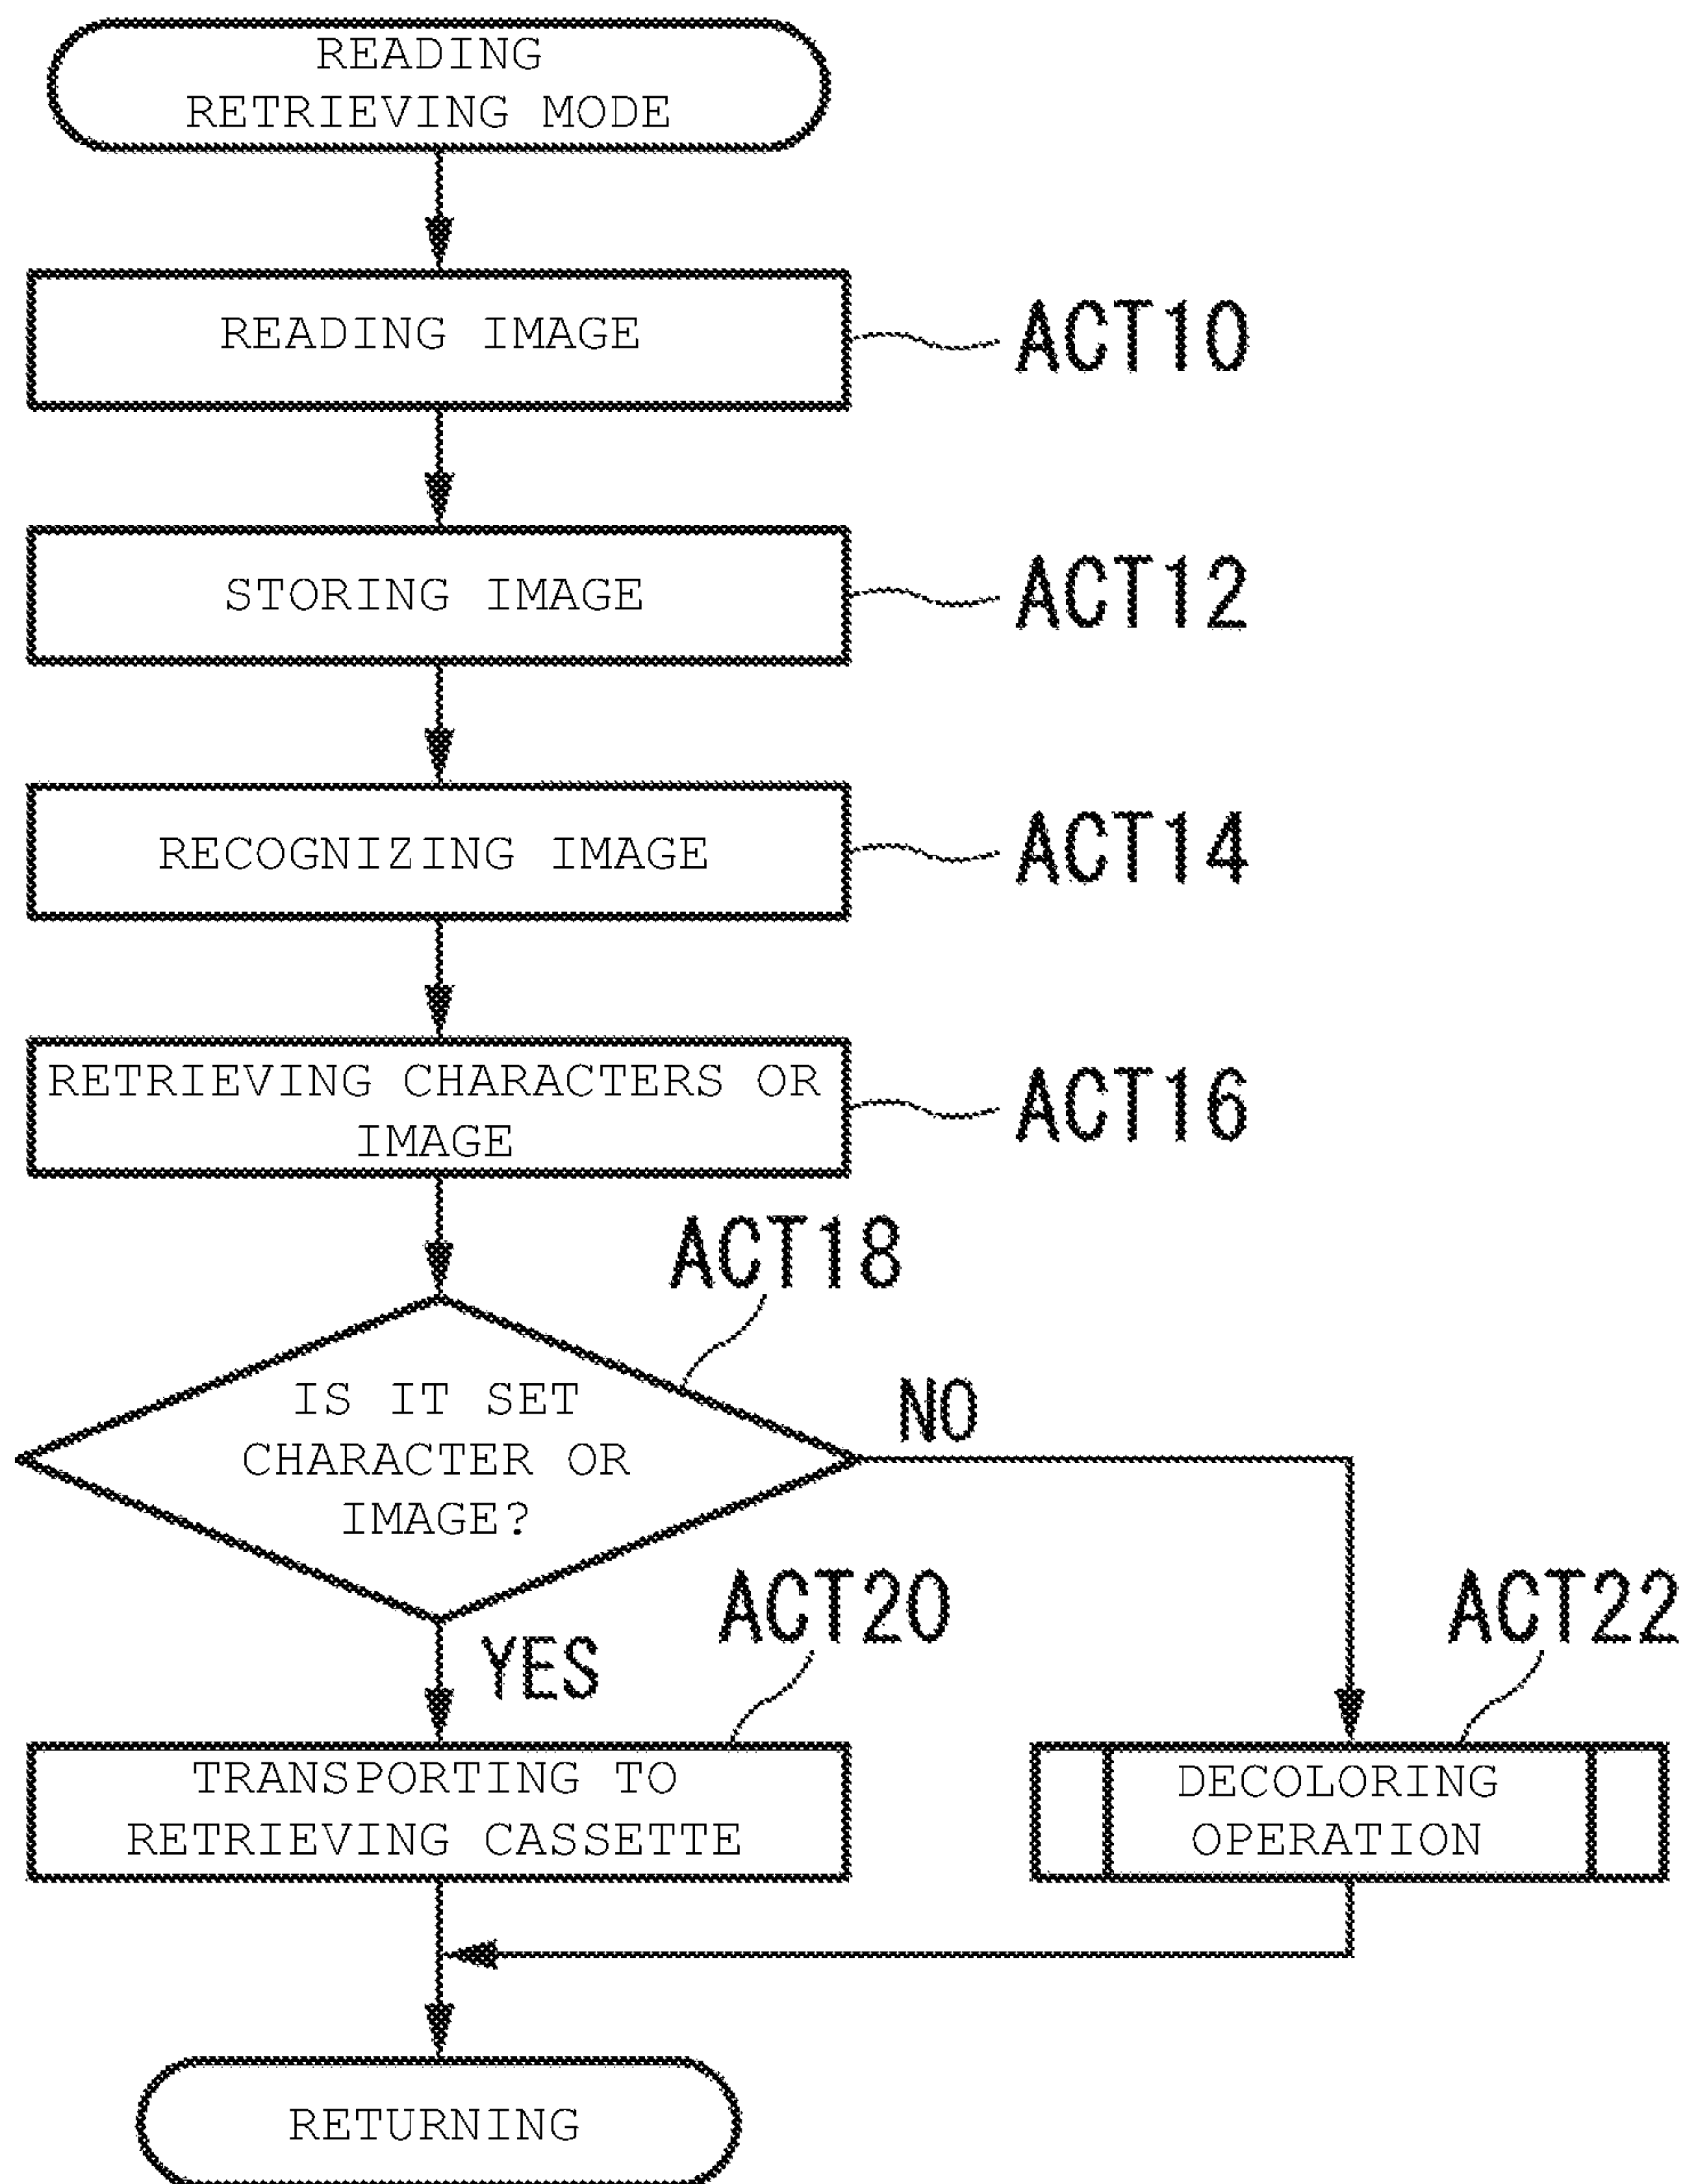 READING
RETRIEVING MODE
READING IMAGE
ACT10
STORING IMAGE
ACT12
RECOGNIZING IMAGE
ACT14
RETRIEVING CHARACTERS OR
IMAGE
ACT16
ACT18
IS IT SET
CHARACTER OR
IMAGE?
NO
YES
ACT20
ACT22
TRANSPORTING TO
RETRIEVING CASSETTE
DECOLORING
OPERATION
RETURNING